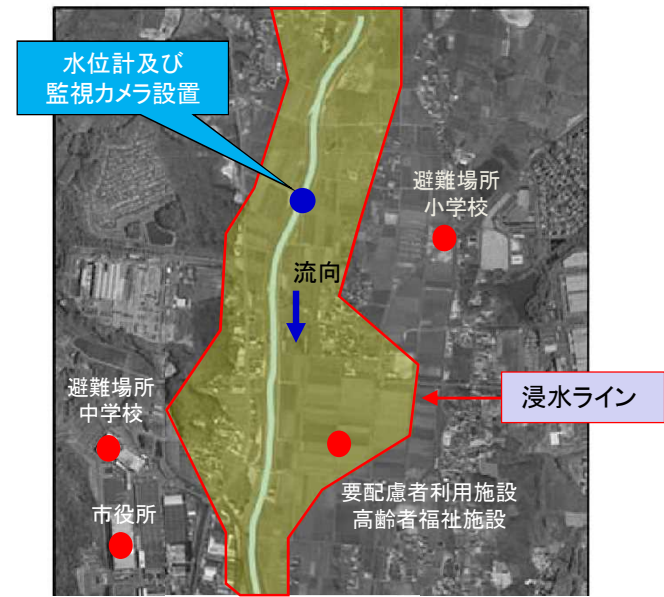 水位計及び
監視カメラ設置
避難場所
小学校
流向
避難場所
中学校
浸水ライン
要配慮者利用施設
高齢者福祉施設
市役所